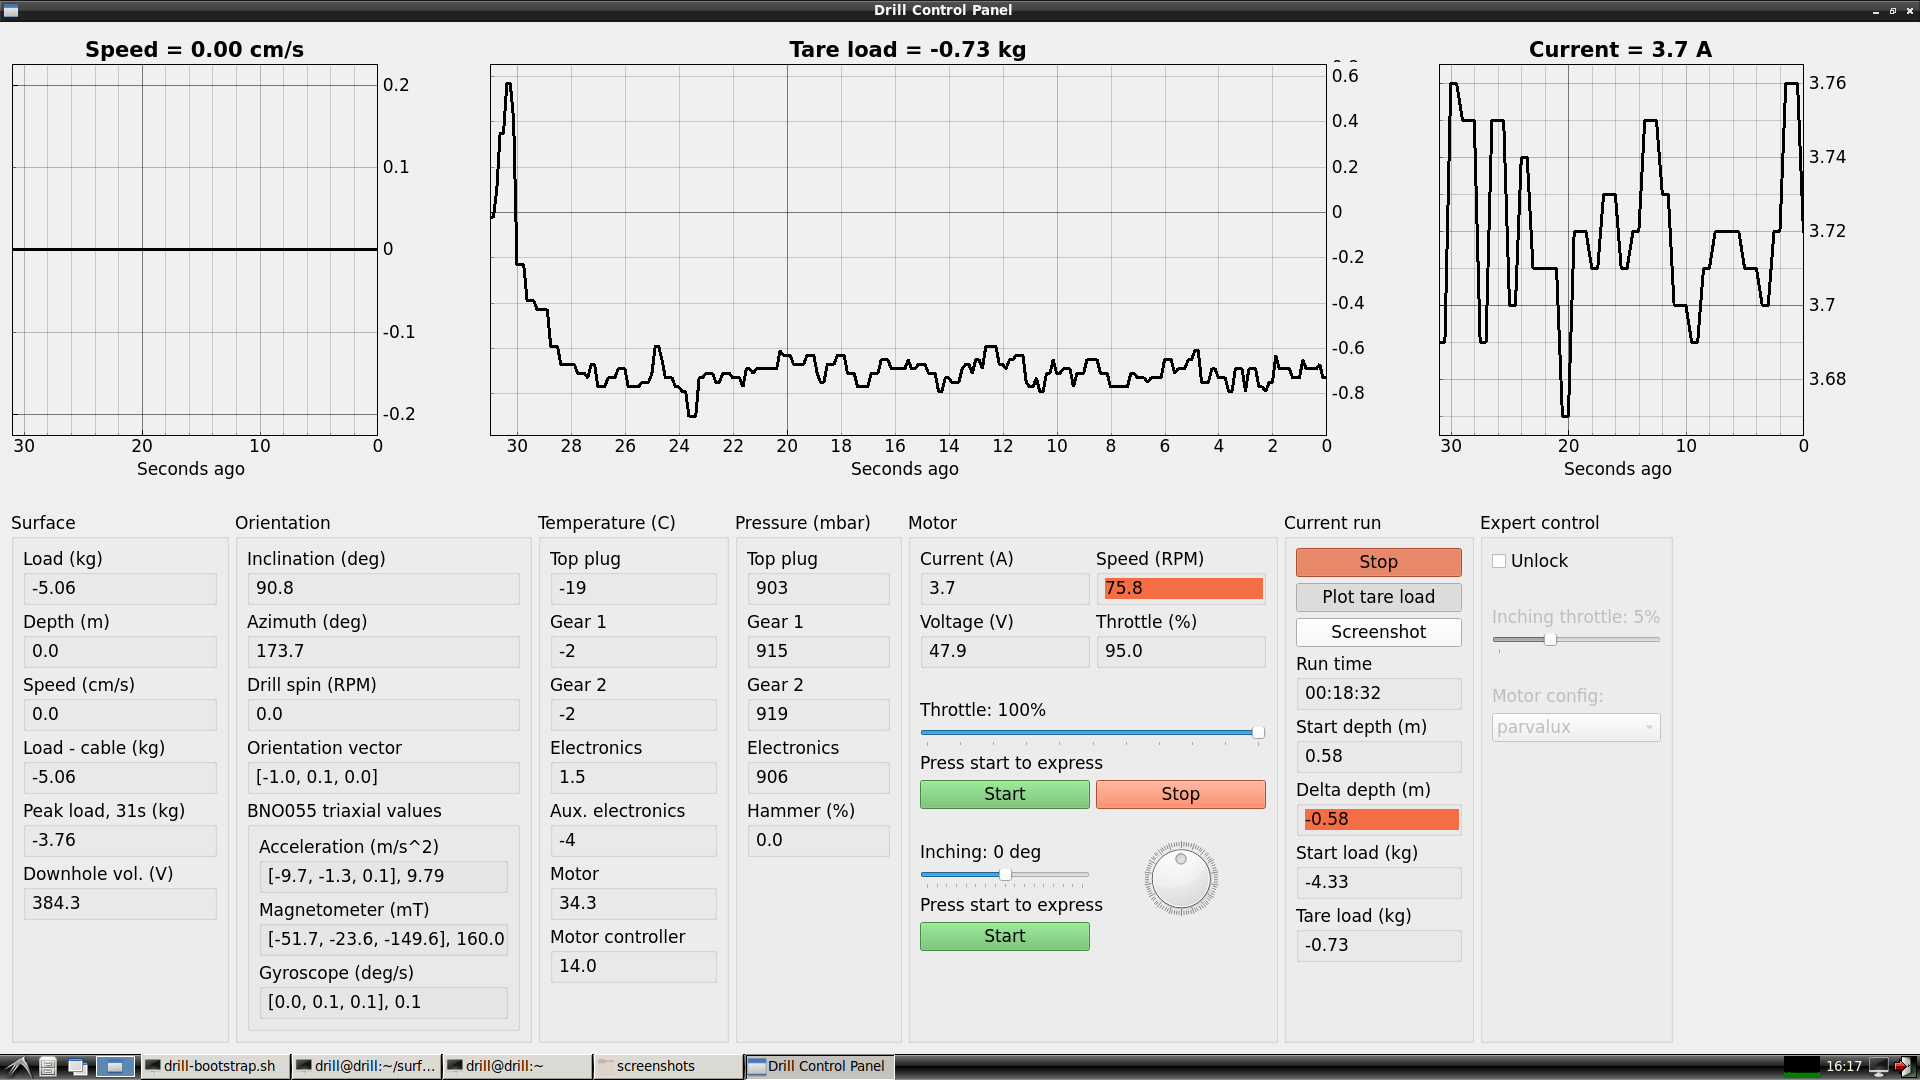 Drill Control Panel
Speed = 0.00 cm/s
0.2
0.1
0
-0.1
-0.2
30 20 10 0
Seconds ago
Tare load = -0.73 kg
0.6
0.4
0.2
0
-0.2
-0.4
-0.6
-0.8
30 28 26 24 22 20 18 16 14 12 10 8 6 4 2 0
Seconds ago
Current = 3.7 A
3.76
3.74
3.72
3.7
3.68
30 20 10 0
Seconds ago
Surface
Load (kg)
-5.06
Depth (m)
0.0
Speed (cm/s)
0.0
Load - cable (kg)
-5.06
Peak load, 31s (kg)
-3.76
Downhole vol. (V)
384.3
Orientation
Inclination (deg)
90.8
Azimuth (deg)
173.7
Drill spin (RPM)
0.0
Orientation vector
[-1.0, 0.1, 0.0]
BNO055 triaxial values
Acceleration (m/s^2)
[-9.7, -1.3, 0.1], 9.79
Magnetometer (mT)
[-51.7, -23.6, -149.6], 160.0
Gyroscope (deg/s)
[0.0, 0.1, 0.1], 0.1
Temperature (C)
Top plug
-19
Gear 1
-2
Gear 2
-2
Electronics
1.5
Aux. electronics
-4
Motor
34.3
Motor controller
14.0
Pressure (mbar)
Top plug
903
Gear 1
915
Gear 2
919
Electronics
906
Hammer (%)
0.0
Motor
Current (A) Speed (RPM)
3.7 75.8
Voltage (V) Throttle (%)
47.9 95.0
Throttle: 100%
Press start to express
Start Stop
Inching: 0 deg
Press start to express
Start
Current run
Stop
Plot tare load
Screenshot
Run time
00:18:32
Start depth (m)
0.58
Delta depth (m)
-0.58
Start load (kg)
-4.33
Tare load (kg)
-0.73
Expert control
Unlock
Inching throttle: 5%
Motor config:
parvalux
drill-bootstrap.sh drill@drill:~/surf... drill@drill:~ screenshots Drill Control Panel 16:17